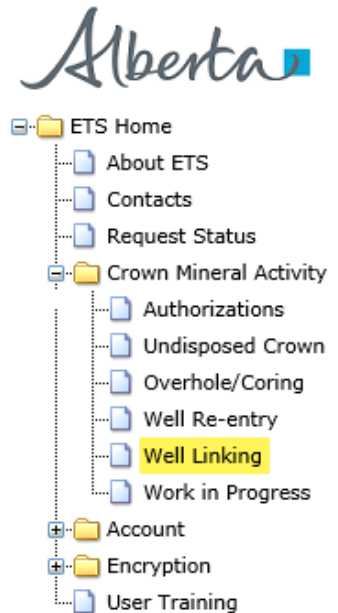 Alberta
ETS Home
About ETS
Contacts
Request Status
Crown Mineral Activity
Authorizations
Undisposed Crown
Overhole/Coring
Well Re-entry
Well Linking
Work in Progress
Account
Encryption
User Training